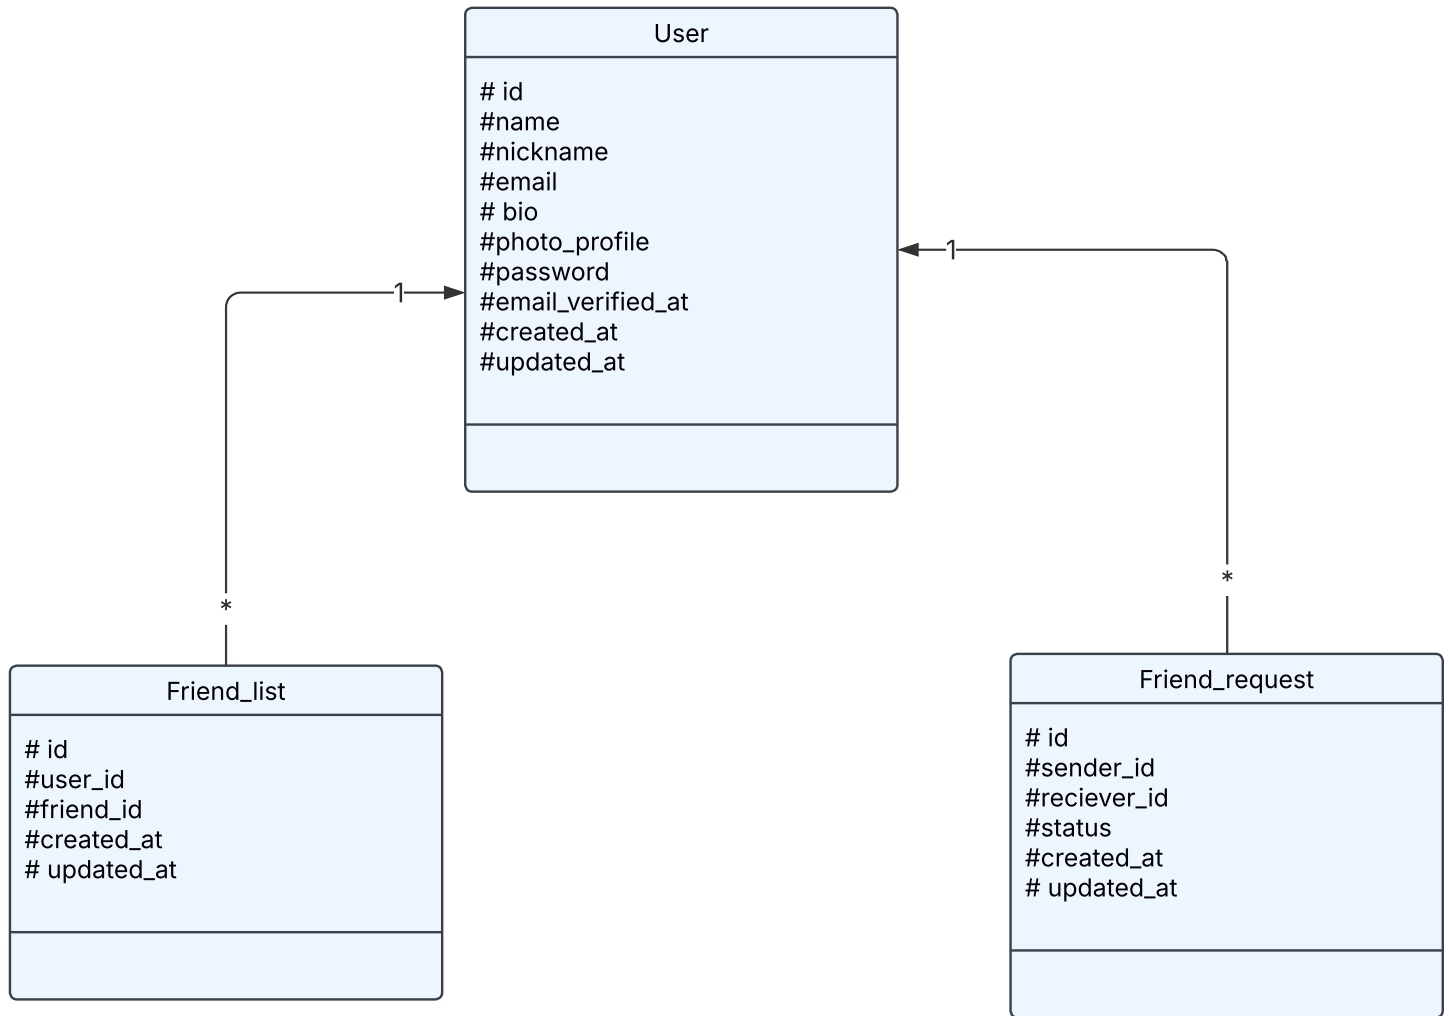 User
# id
#name
#nickname
#email
# bio
#photo_profile
#password
#email_verified_at
#created_at
#updated_at
1
1
*
*
Friend_list
# id
#user_id
#friend_id
#created_at
# updated_at
Friend_request
# id
#sender_id
#reciever_id
#status
#created_at
# updated_at